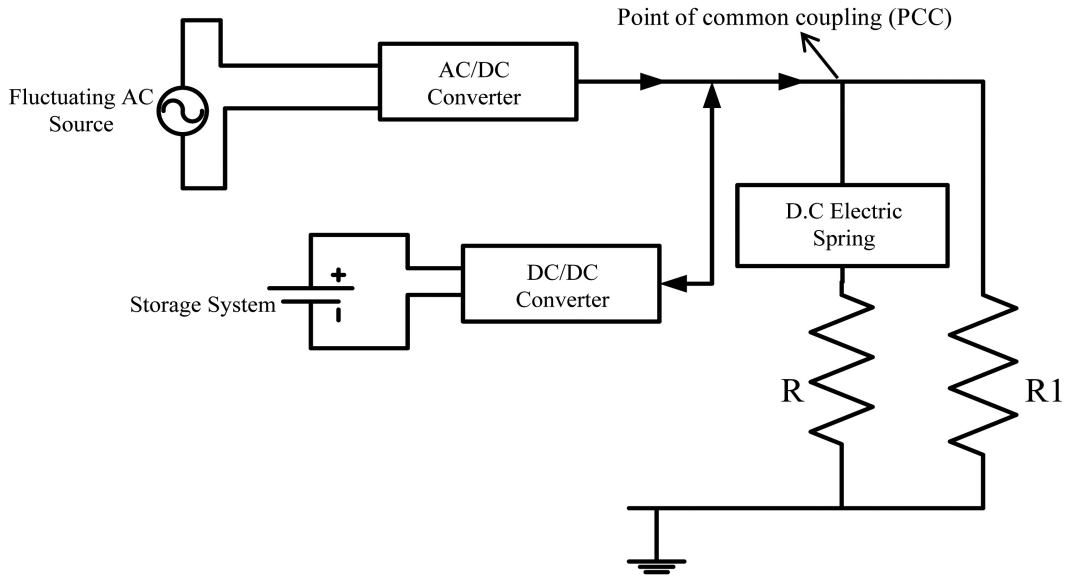 Point of common coupling (PCC)
AC/DC
Converter
Fluctuating AC
Source
D.C Electric
Spring
DC/DC
Converter
+
Storage System
-
R
R1